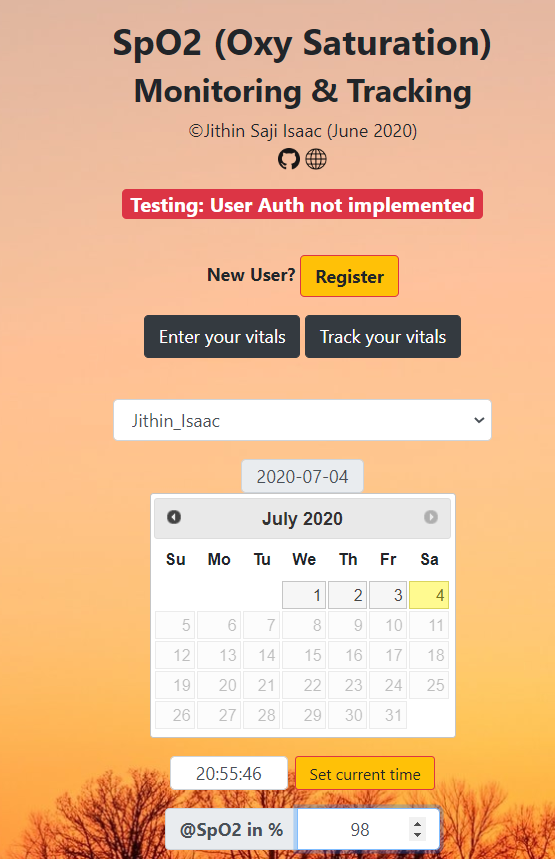 SpO2 (Oxy Saturation)
Monitoring & Tracking
©Jithin Saji Isaac (June 2020)
Testing: User Auth not implemented
New User? Register
Enter your vitals Track your vitals
Jithin_Isaac
2020-07-04
July 2020
Su Mo Tu We Th Fr Sa
1 2 3 4
5 6 7 8 9 10 11
12 13 14 15 16 17 18
19 20 21 22 23 24 25
26 27 28 29 30 31
20:55:46 Set current time
@SpO2 in % 98